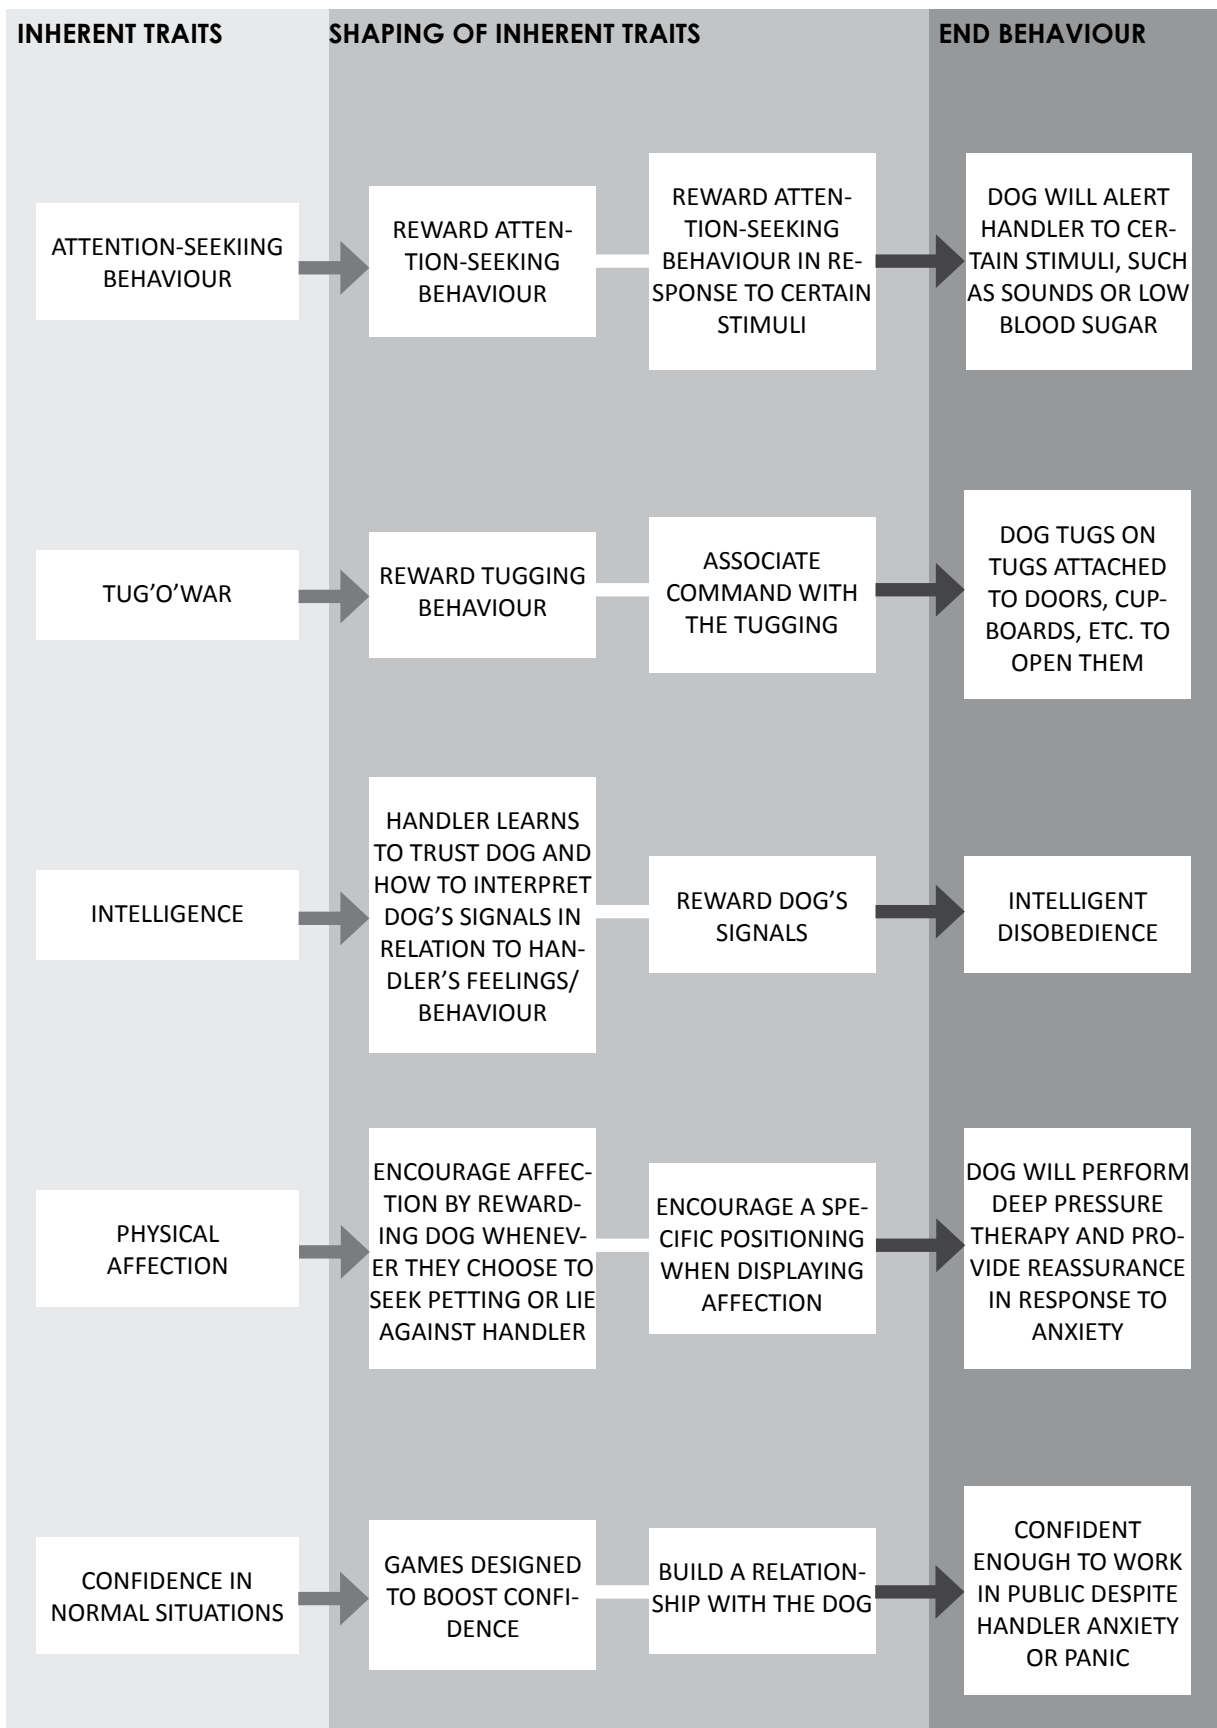 INHERENT TRAITS
SHAPING OF INHERENT TRAITS
END BEHAVIOUR
ATTENTION-SEEKIING
BEHAVIOUR
REWARD ATTEN-
TION-SEEKING
BEHAVIOUR
REWARD ATTEN-
TION-SEEKING
BEHAVIOUR IN RE-
SPONSE TO CERTAIN
STIMULI
DOG WILL ALERT
HANDLER TO CER-
TAIN STIMULI, SUCH
AS SOUNDS OR LOW
BLOOD SUGAR
TUG’O’WAR
REWARD TUGGING
BEHAVIOUR
ASSOCIATE
COMMAND WITH
THE TUGGING
DOG TUGS ON
TUGS ATTACHED
TO DOORS, CUP-
BOARDS, ETC. TO
OPEN THEM
INTELLIGENCE
HANDLER LEARNS
TO TRUST DOG AND
HOW TO INTERPRET
DOG’S SIGNALS IN
RELATION TO HAN-
DLER’S FEELINGS/
BEHAVIOUR
REWARD DOG’S
SIGNALS
INTELLIGENT
DISOBEDIENCE
PHYSICAL
AFFECTION
ENCOURAGE AFFEC-
TION BY REWARD-
ING DOG WHENEV-
ER THEY CHOOSE TO
SEEK PETTING OR LIE
AGAINST HANDLER
ENCOURAGE A SPE-
CIFIC POSITIONING
WHEN DISPLAYING
AFFECTION
DOG WILL PERFORM
DEEP PRESSURE
THERAPY AND PRO-
VIDE REASSURANCE
IN RESPONSE TO
ANXIETY
CONFIDENCE IN
NORMAL SITUATIONS
GAMES DESIGNED
TO BOOST CONFI-
DENCE
BUILD A RELATION-
SHIP WITH THE DOG
CONFIDENT
ENOUGH TO WORK
IN PUBLIC DESPITE
HANDLER ANXIETY
OR PANIC